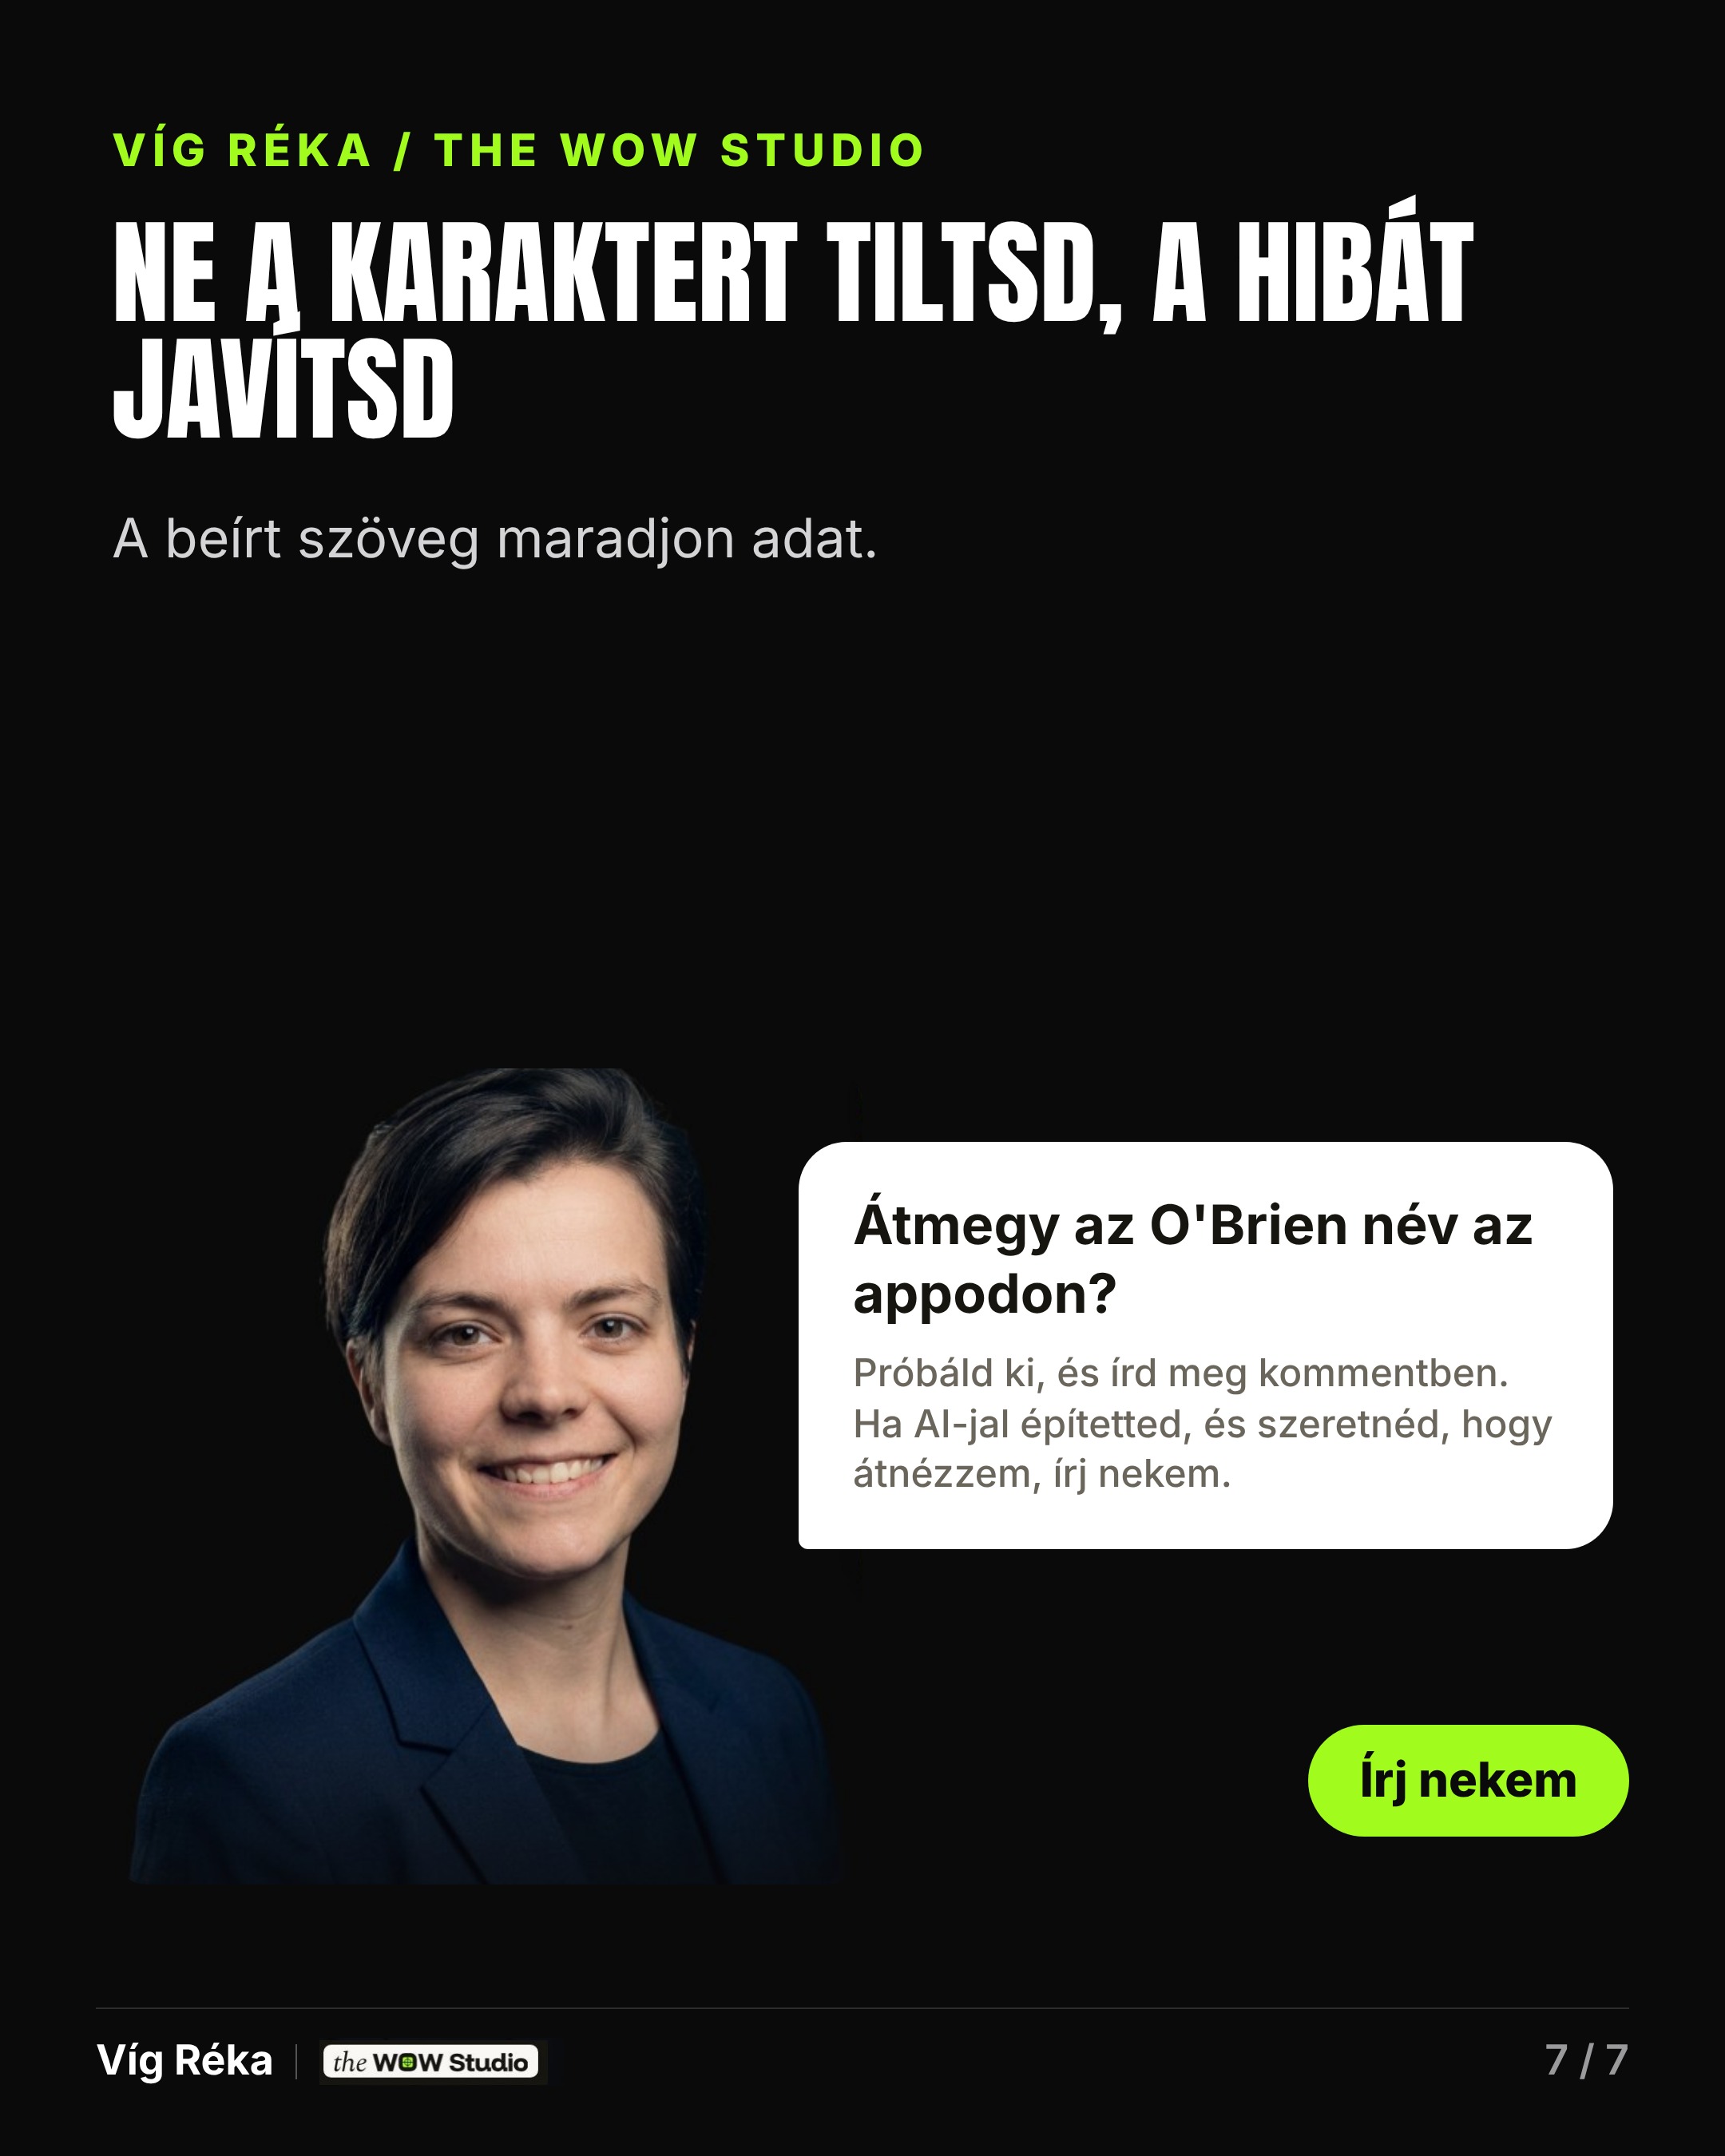 VÍG RÉKA / THE WOW STUDIO
NE A KARAKTERT TILTSD, A HIBÁT
JAVÍTSD
A beírt szöveg maradjon adat.
Átmegy az O'Brien név az
appodon?
Próbáld ki, és írd meg kommentben.
Ha AI-jal építetted, és szeretnéd, hogy
átnézzem, írj nekem.
Írj nekem
Víg Réka
the WOW Studio
7 / 7